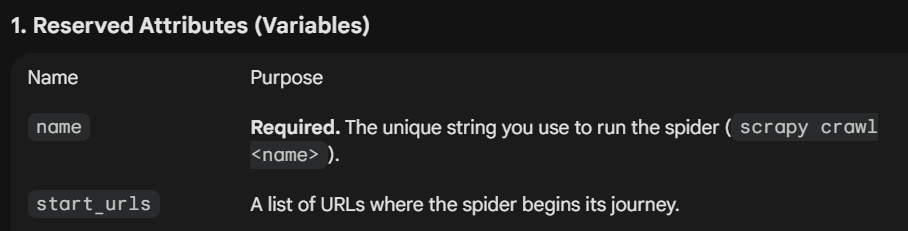 1. Reserved Attributes (Variables)
Name Purpose
name Required. The unique string you use to run the spider ( scrapy crawl
<name> ).
start_urls A list of URLs where the spider begins its journey.